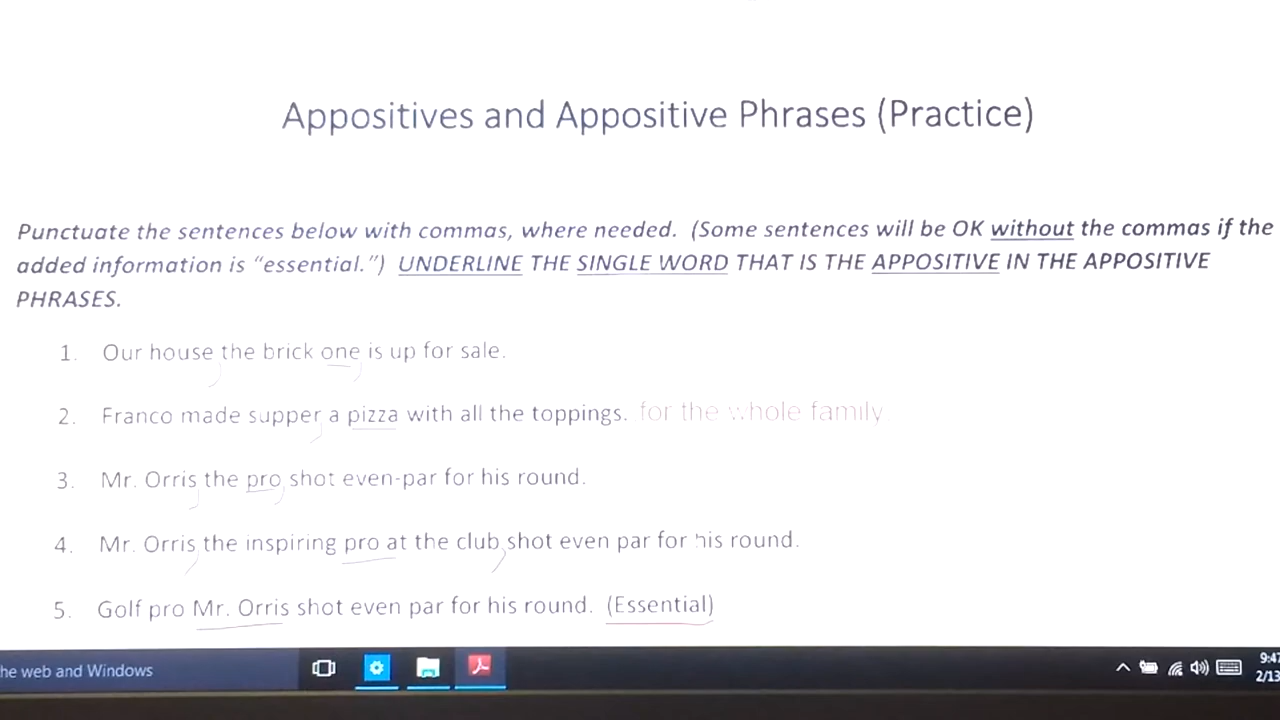 Appositives and Appositive Phrases (Practice)
Punctuate the sentences below with commas, where needed. (Some sentences will be OK without the commas if the
added information is “essential.”) UNDERLINE THE SINGLE WORD THAT IS THE APPOSITIVE IN THE APPOSITIVE
PHRASES.
1. Our house, the brick one, is up for sale.
2. Franco made supper, a pizza with all the toppings. for the whole family.
3. Mr. Orris, the pro, shot even-par for his round.
4. Mr. Orris, the inspiring pro at the club, shot even par for his round.
5. Golf pro Mr. Orris shot even par for his round. (Essential)
he web and Windows
9:47
2/13